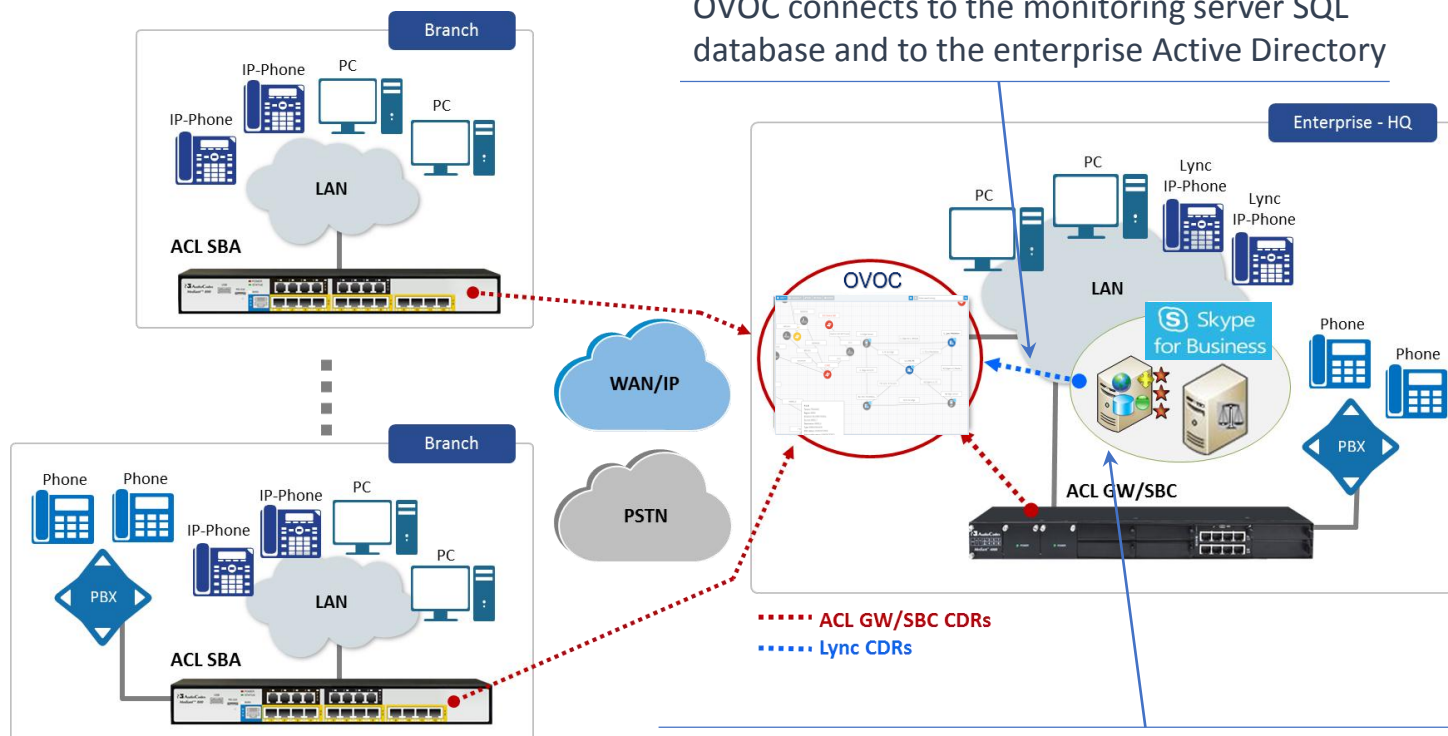 OVOC connects to the monitoring server SQL
database and to the enterprise Active Directory
Branch
IP-Phone
PC
IP-Phone
PC
LAN
ACL SBA
AudioCodes
Branch
Phone
Phone
IP-Phone
PC
IP-Phone
PC
PBX
LAN
ACL SBA
AudioCodes
WAN/IP
PSTN
OVOC
Enterprise - HQ
PC
PC
Lync
IP-Phone
Lync
IP-Phone
LAN
S Skype
for Business
Phone
Phone
PBX
ACL GW/SBC
AudioCodes
ACL GW/SBC CDRs
Lync CDRs